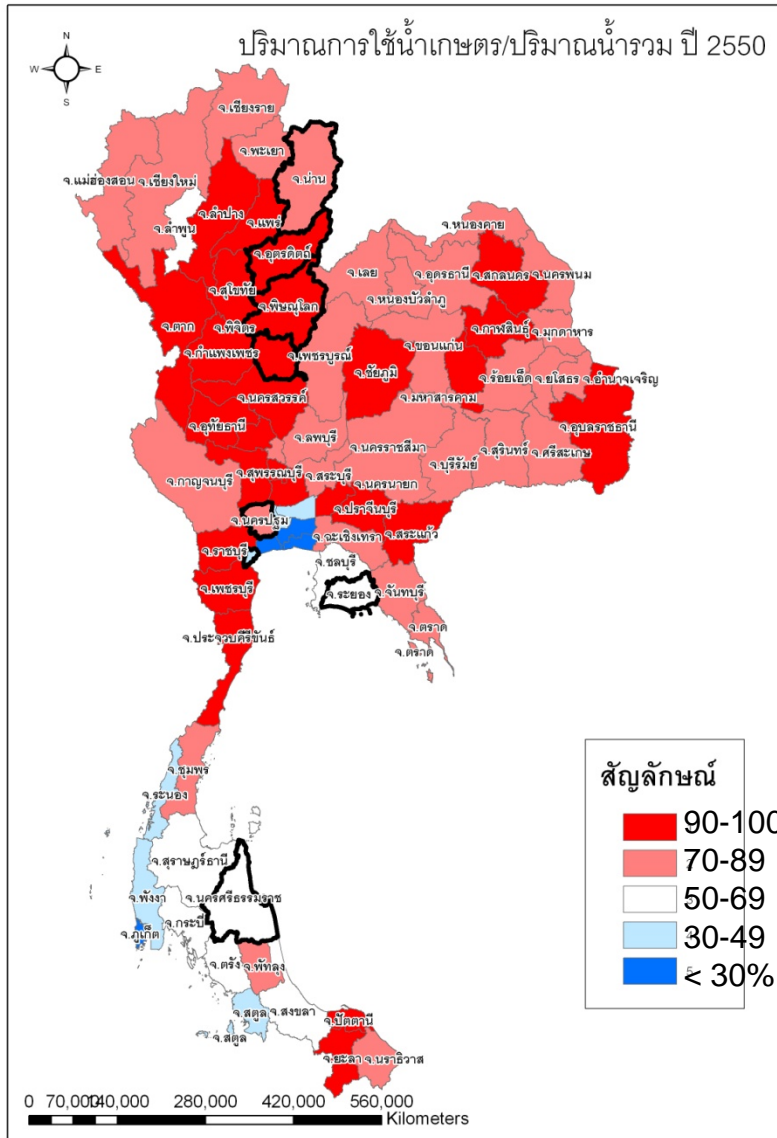 ปริมาณการใช้น้ำเกษตร/ปริมาณน้ำรวม ปี 2550
N
W E
S
จ.เชียงราย
จ.พะเยา
จ.น่าน
จ.แม่ฮ่องสอน
จ.เชียงใหม่
จ.ลำปาง
จ.แพร่
จ.ลำพูน
จ.อุตรดิตถ์
จ.หนองคาย
จ.เลย
จ.อุดรธานี
จ.สกลนคร
จ.นครพนม
จ.สุโขทัย
จ.หนองบัวลำภู
จ.พิษณุโลก
จ.ตาก
จ.พิจิตร
จ.กาฬสินธุ์
จ.มุกดาหาร
จ.กำแพงเพชร
จ.เพชรบูรณ์
จ.ขอนแก่น
จ.ชัยภูมิ
จ.ร้อยเอ็ด
จ.ยโสธร
จ.อำนาจเจริญ
จ.นครสวรรค์
จ.มหาสารคาม
จ.อุทัยธานี
จ.อุบลราชธานี
จ.ลพบุรี
จ.นครราชสีมา
จ.สุรินทร์
จ.ศรีสะเกษ
จ.บุรีรัมย์
จ.กาญจนบุรี
จ.สุพรรณบุรี
จ.สระบุรี
จ.นครนายก
จ.ปราจีนบุรี
จ.นครปฐม
จ.สระแก้ว
จ.ฉะเชิงเทรา
จ.ราชบุรี
จ.ชลบุรี
จ.เพชรบุรี
จ.ระยอง
จ.จันทบุรี
จ.ตราด
จ.ประจวบคีรีขันธ์
จ.ตราด
จ.ชุมพร
จ.ระนอง
จ.สุราษฎร์ธานี
จ.พังงา
จ.นครศรีธรรมราช
จ.กระบี่
จ.ภูเก็ต
จ.ตรัง
จ.พัทลุง
จ.สตูล
จ.สงขลา
จ.สตูล
จ.ปัตตานี
จ.ยะลา
จ.นราธิวาส
สัญลักษณ์
90-100
70-89
50-69
30-49
< 30%
0 70,000 140,000 280,000 420,000 560,000
Kilometers